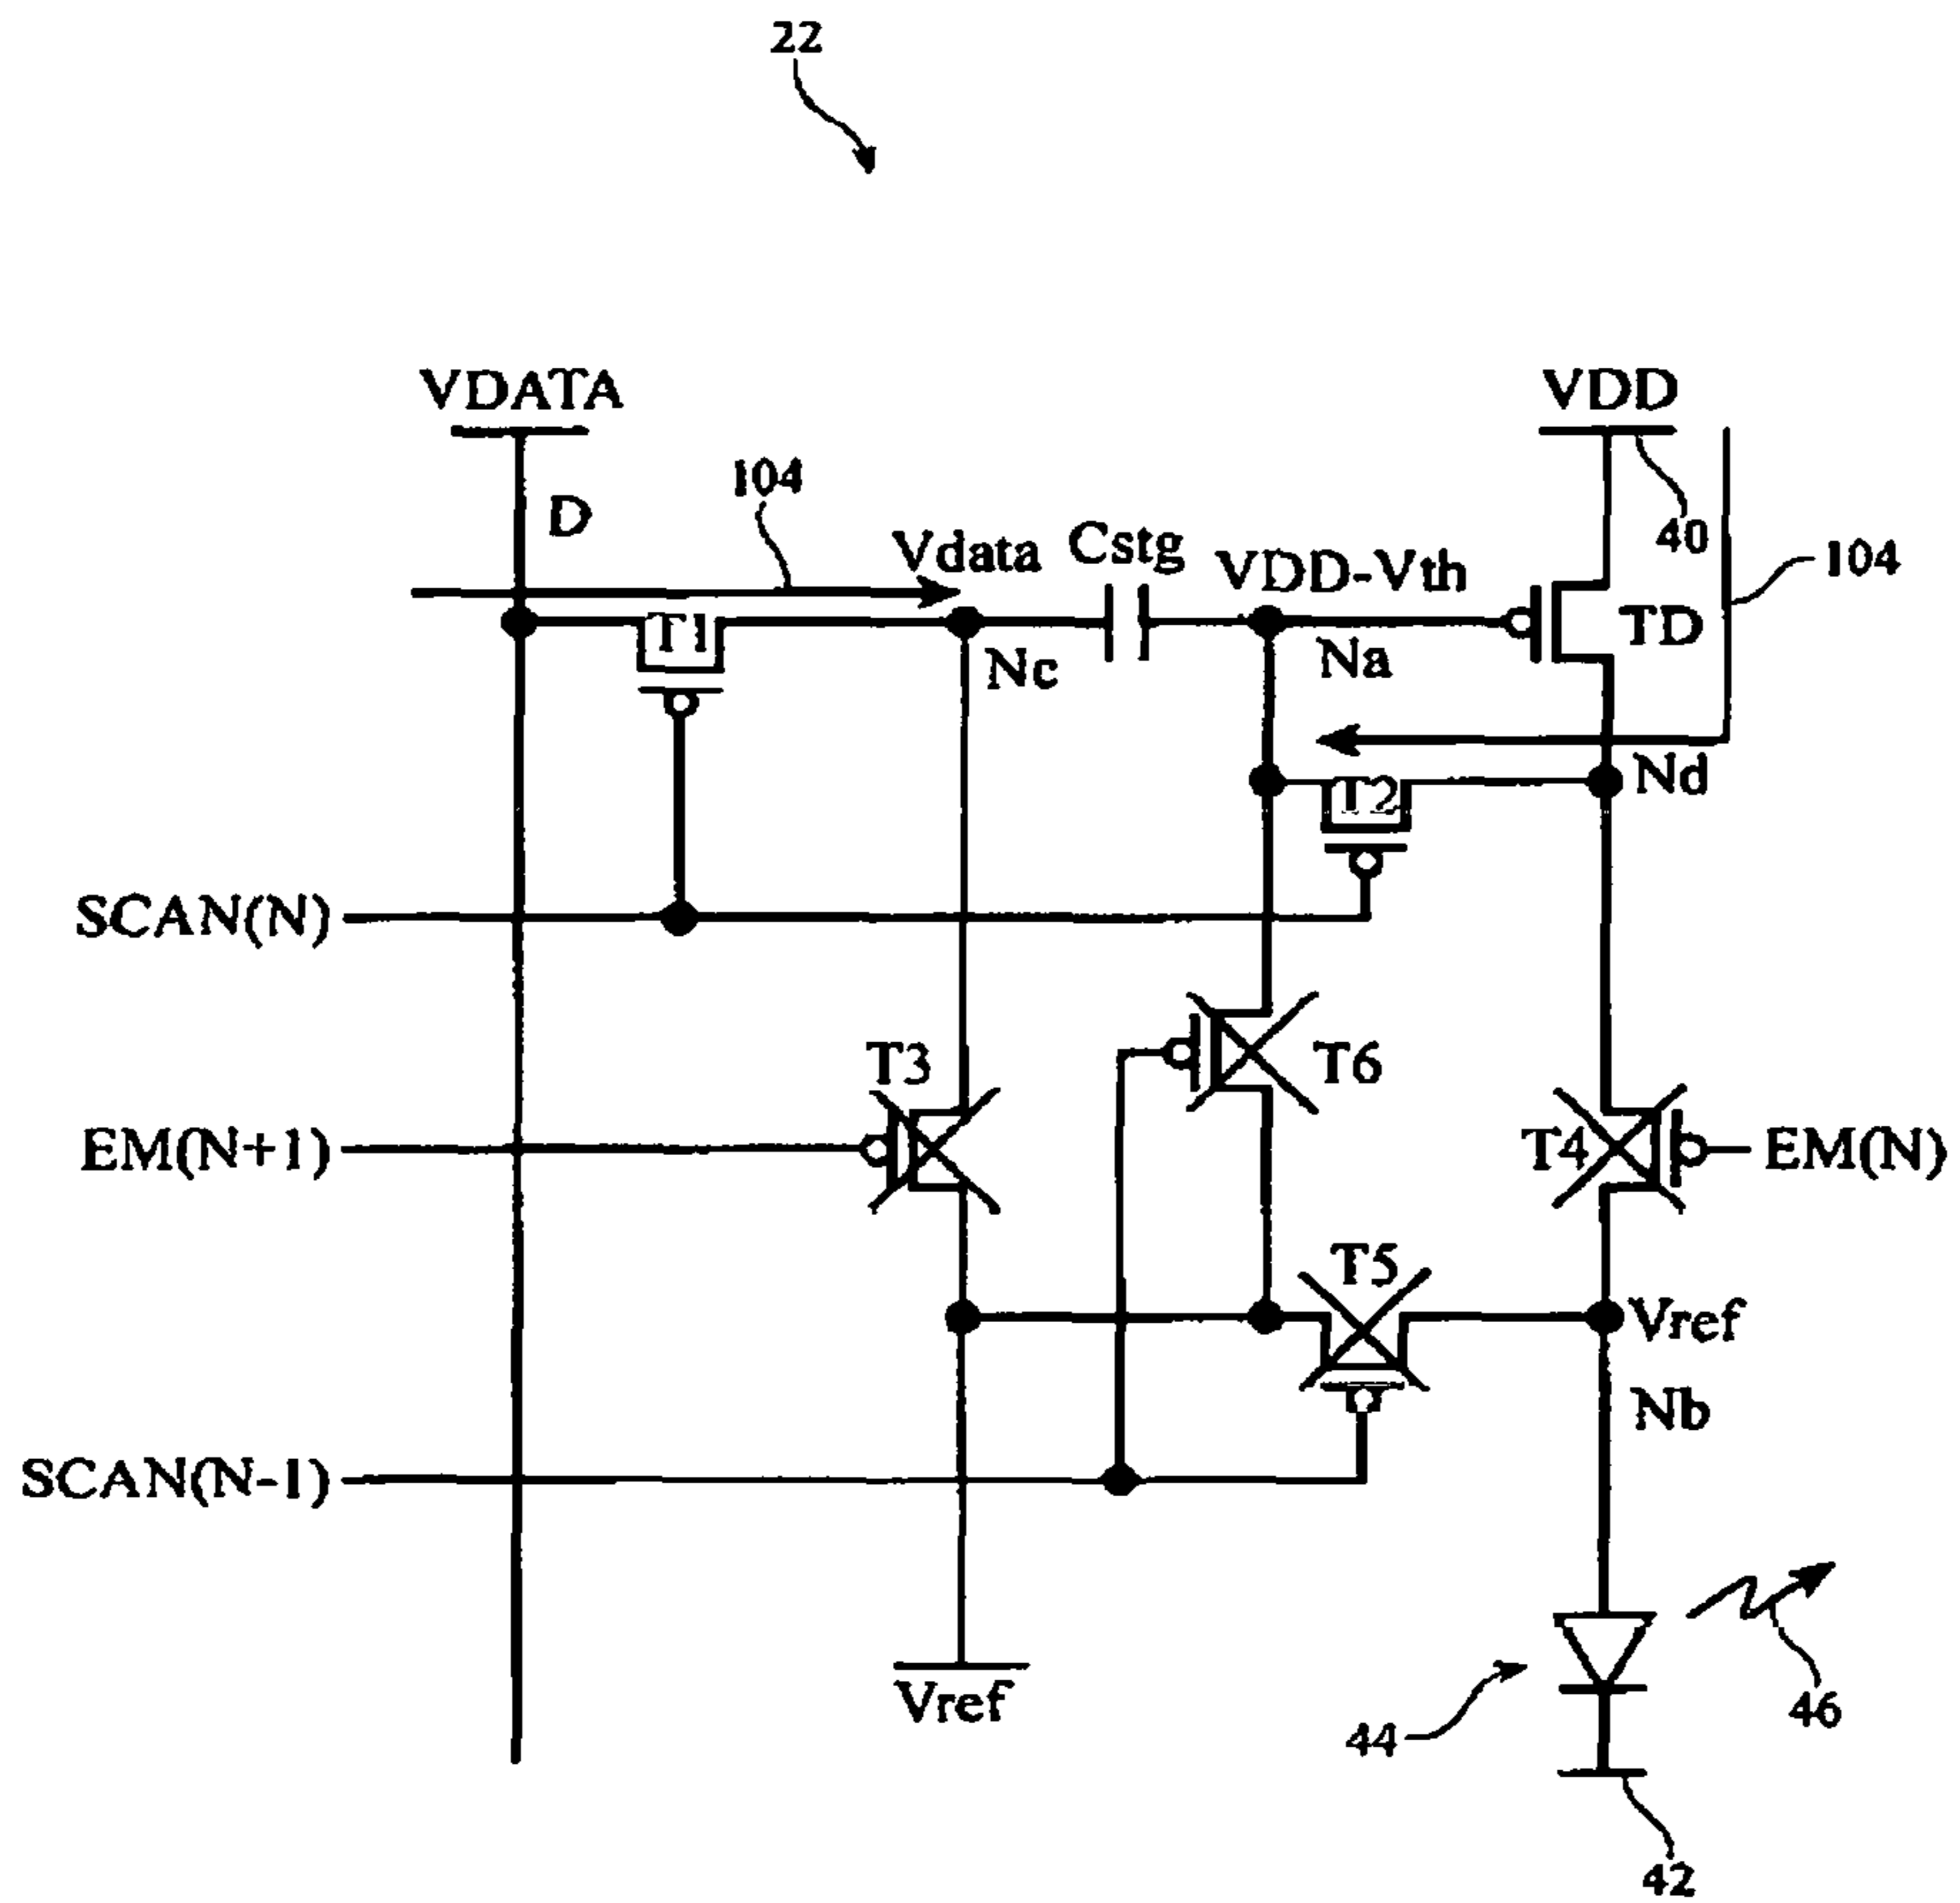 22
VDATA
VDD
D
104
Vdata
Cstg
VDD-Vth
40
104
T1
Nc
Na
TD
T2
Nd
SCAN(N)
T3
T6
EM(N+1)
T4
EM(N)
T5
Vref
Nb
SCAN(N-1)
Vref
44
46
42